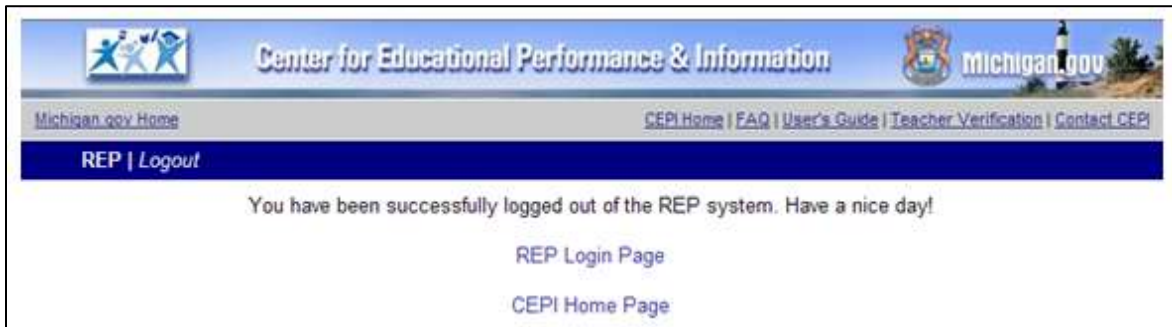 Center for Educational Performance & Information Michigan.gov
Michigan.gov Home CEPI Home | FAQ | User's Guide | Teacher Verification | Contact CEPI
REP | Logout
You have been successfully logged out of the REP system. Have a nice day!
REP Login Page
CEPI Home Page